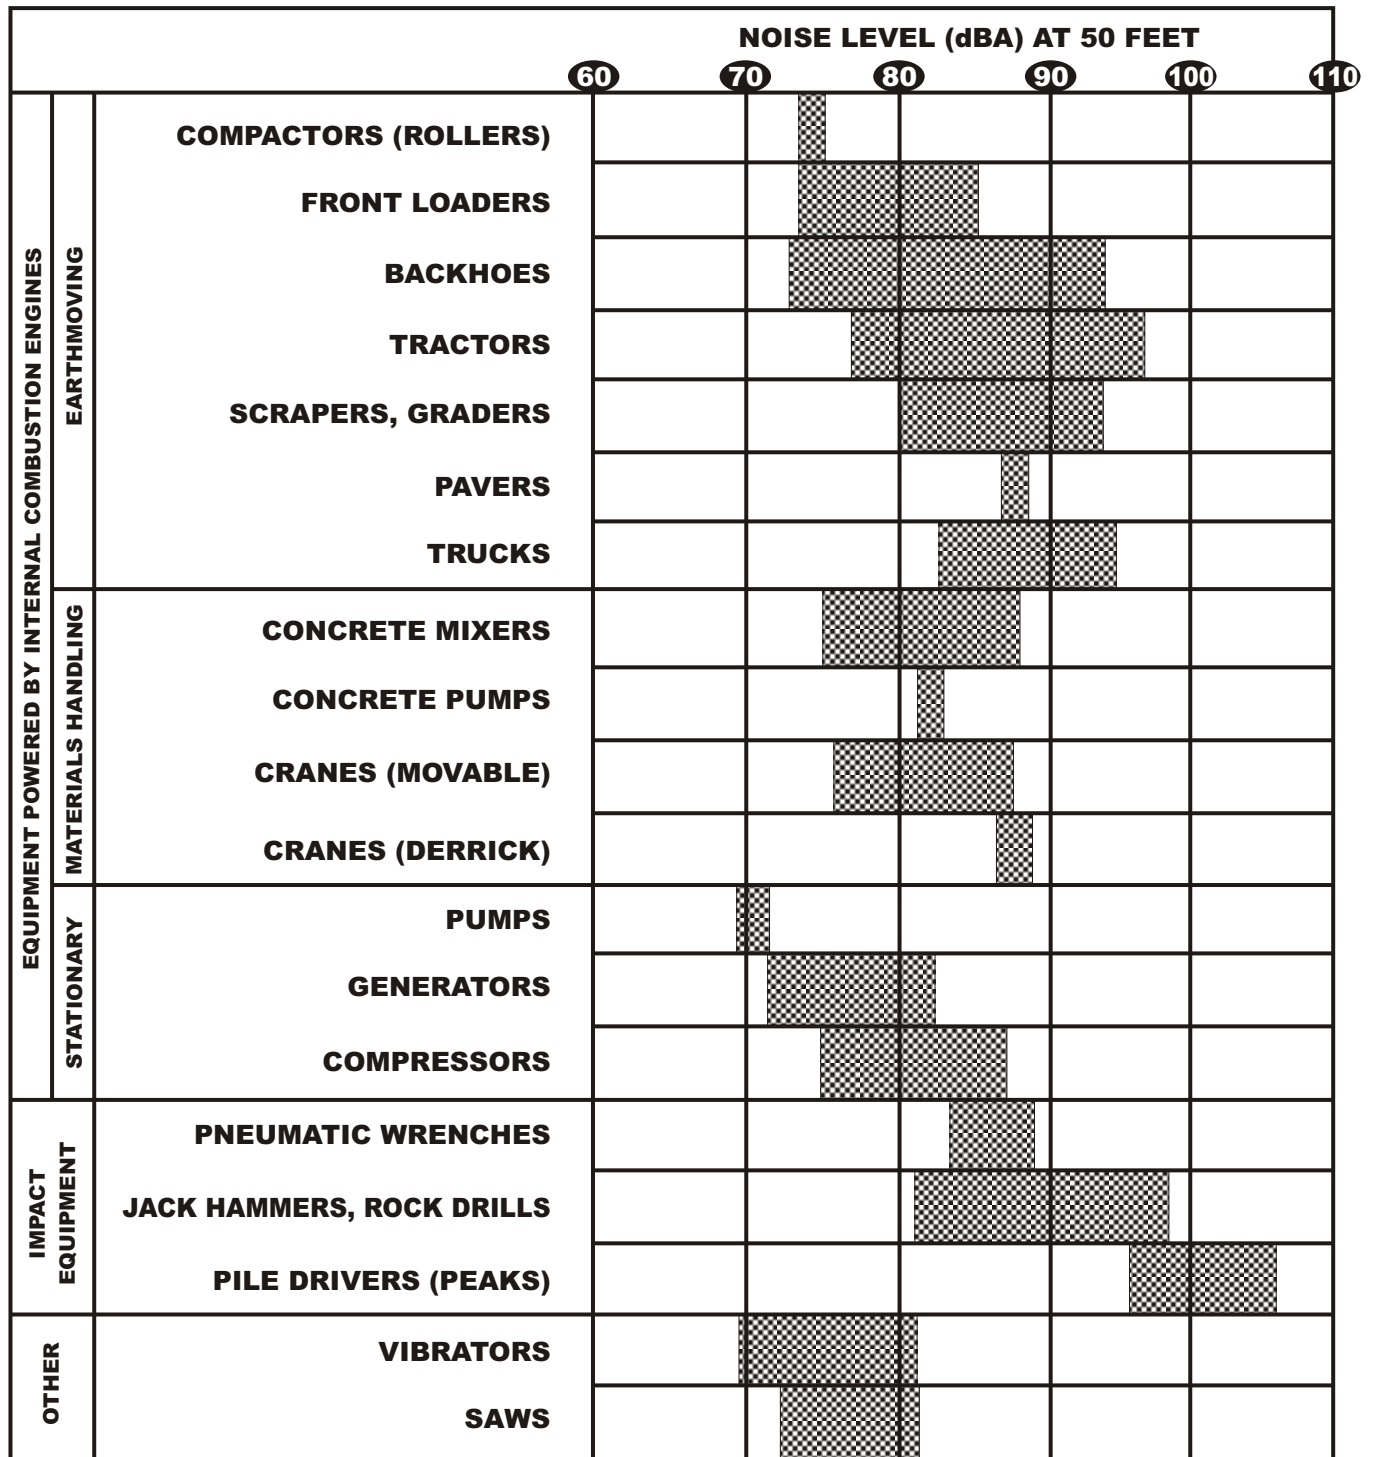 NOISE LEVEL (dBA) AT 50 FEET
60 70 80 90 100 110
EQUIPMENT POWERED BY INTERNAL COMBUSTION ENGINES
EARTHMOVING
COMPACTORS (ROLLERS)
FRONT LOADERS
BACKHOES
TRACTORS
SCRAPERS, GRADERS
PAVERS
TRUCKS
MATERIALS HANDLING
CONCRETE MIXERS
CONCRETE PUMPS
CRANES (MOVABLE)
CRANES (DERRICK)
STATIONARY
PUMPS
GENERATORS
COMPRESSORS
IMPACT
EQUIPMENT
PNEUMATIC WRENCHES
JACK HAMMERS, ROCK DRILLS
PILE DRIVERS (PEAKS)
OTHER
VIBRATORS
SAWS